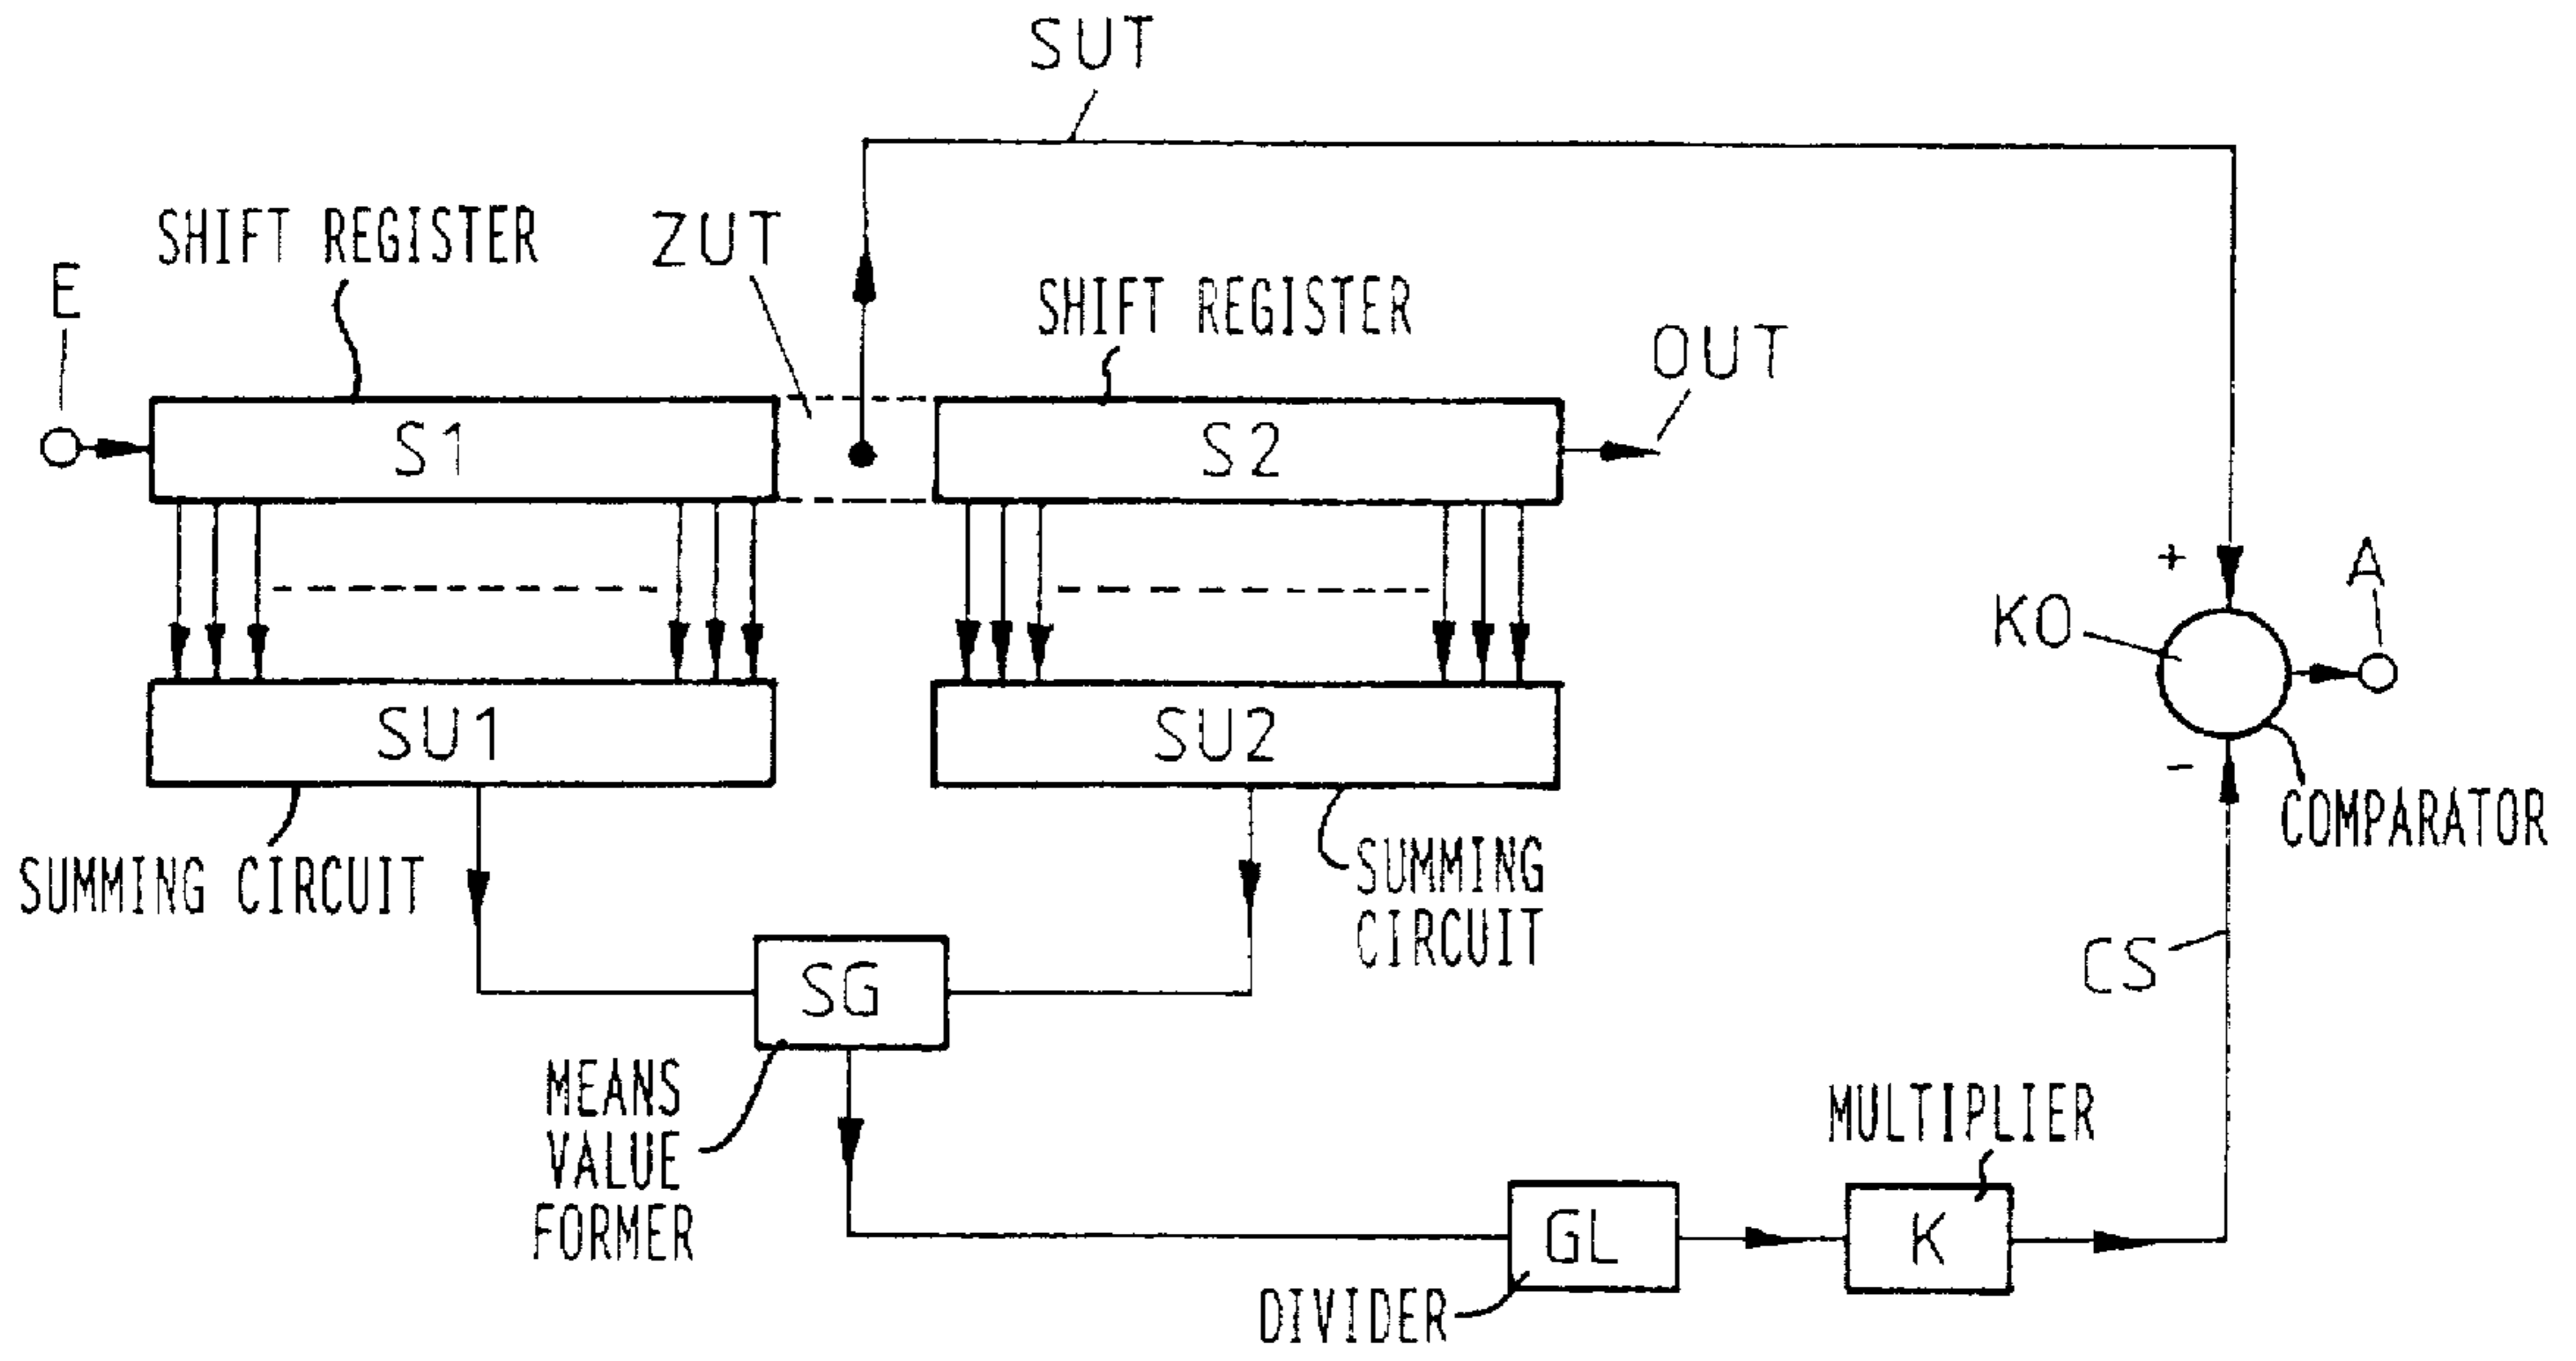 SUT
SHIFT REGISTER
ZUT
E
SHIFT REGISTER
OUT
S1
S2
+
A
KO
SU1
SU2
-
COMPARATOR
SUMMING CIRCUIT
SUMMING
CIRCUIT
CS
SG
MEANS
VALUE
FORMER
MULTIPLIER
GL
K
DIVIDER